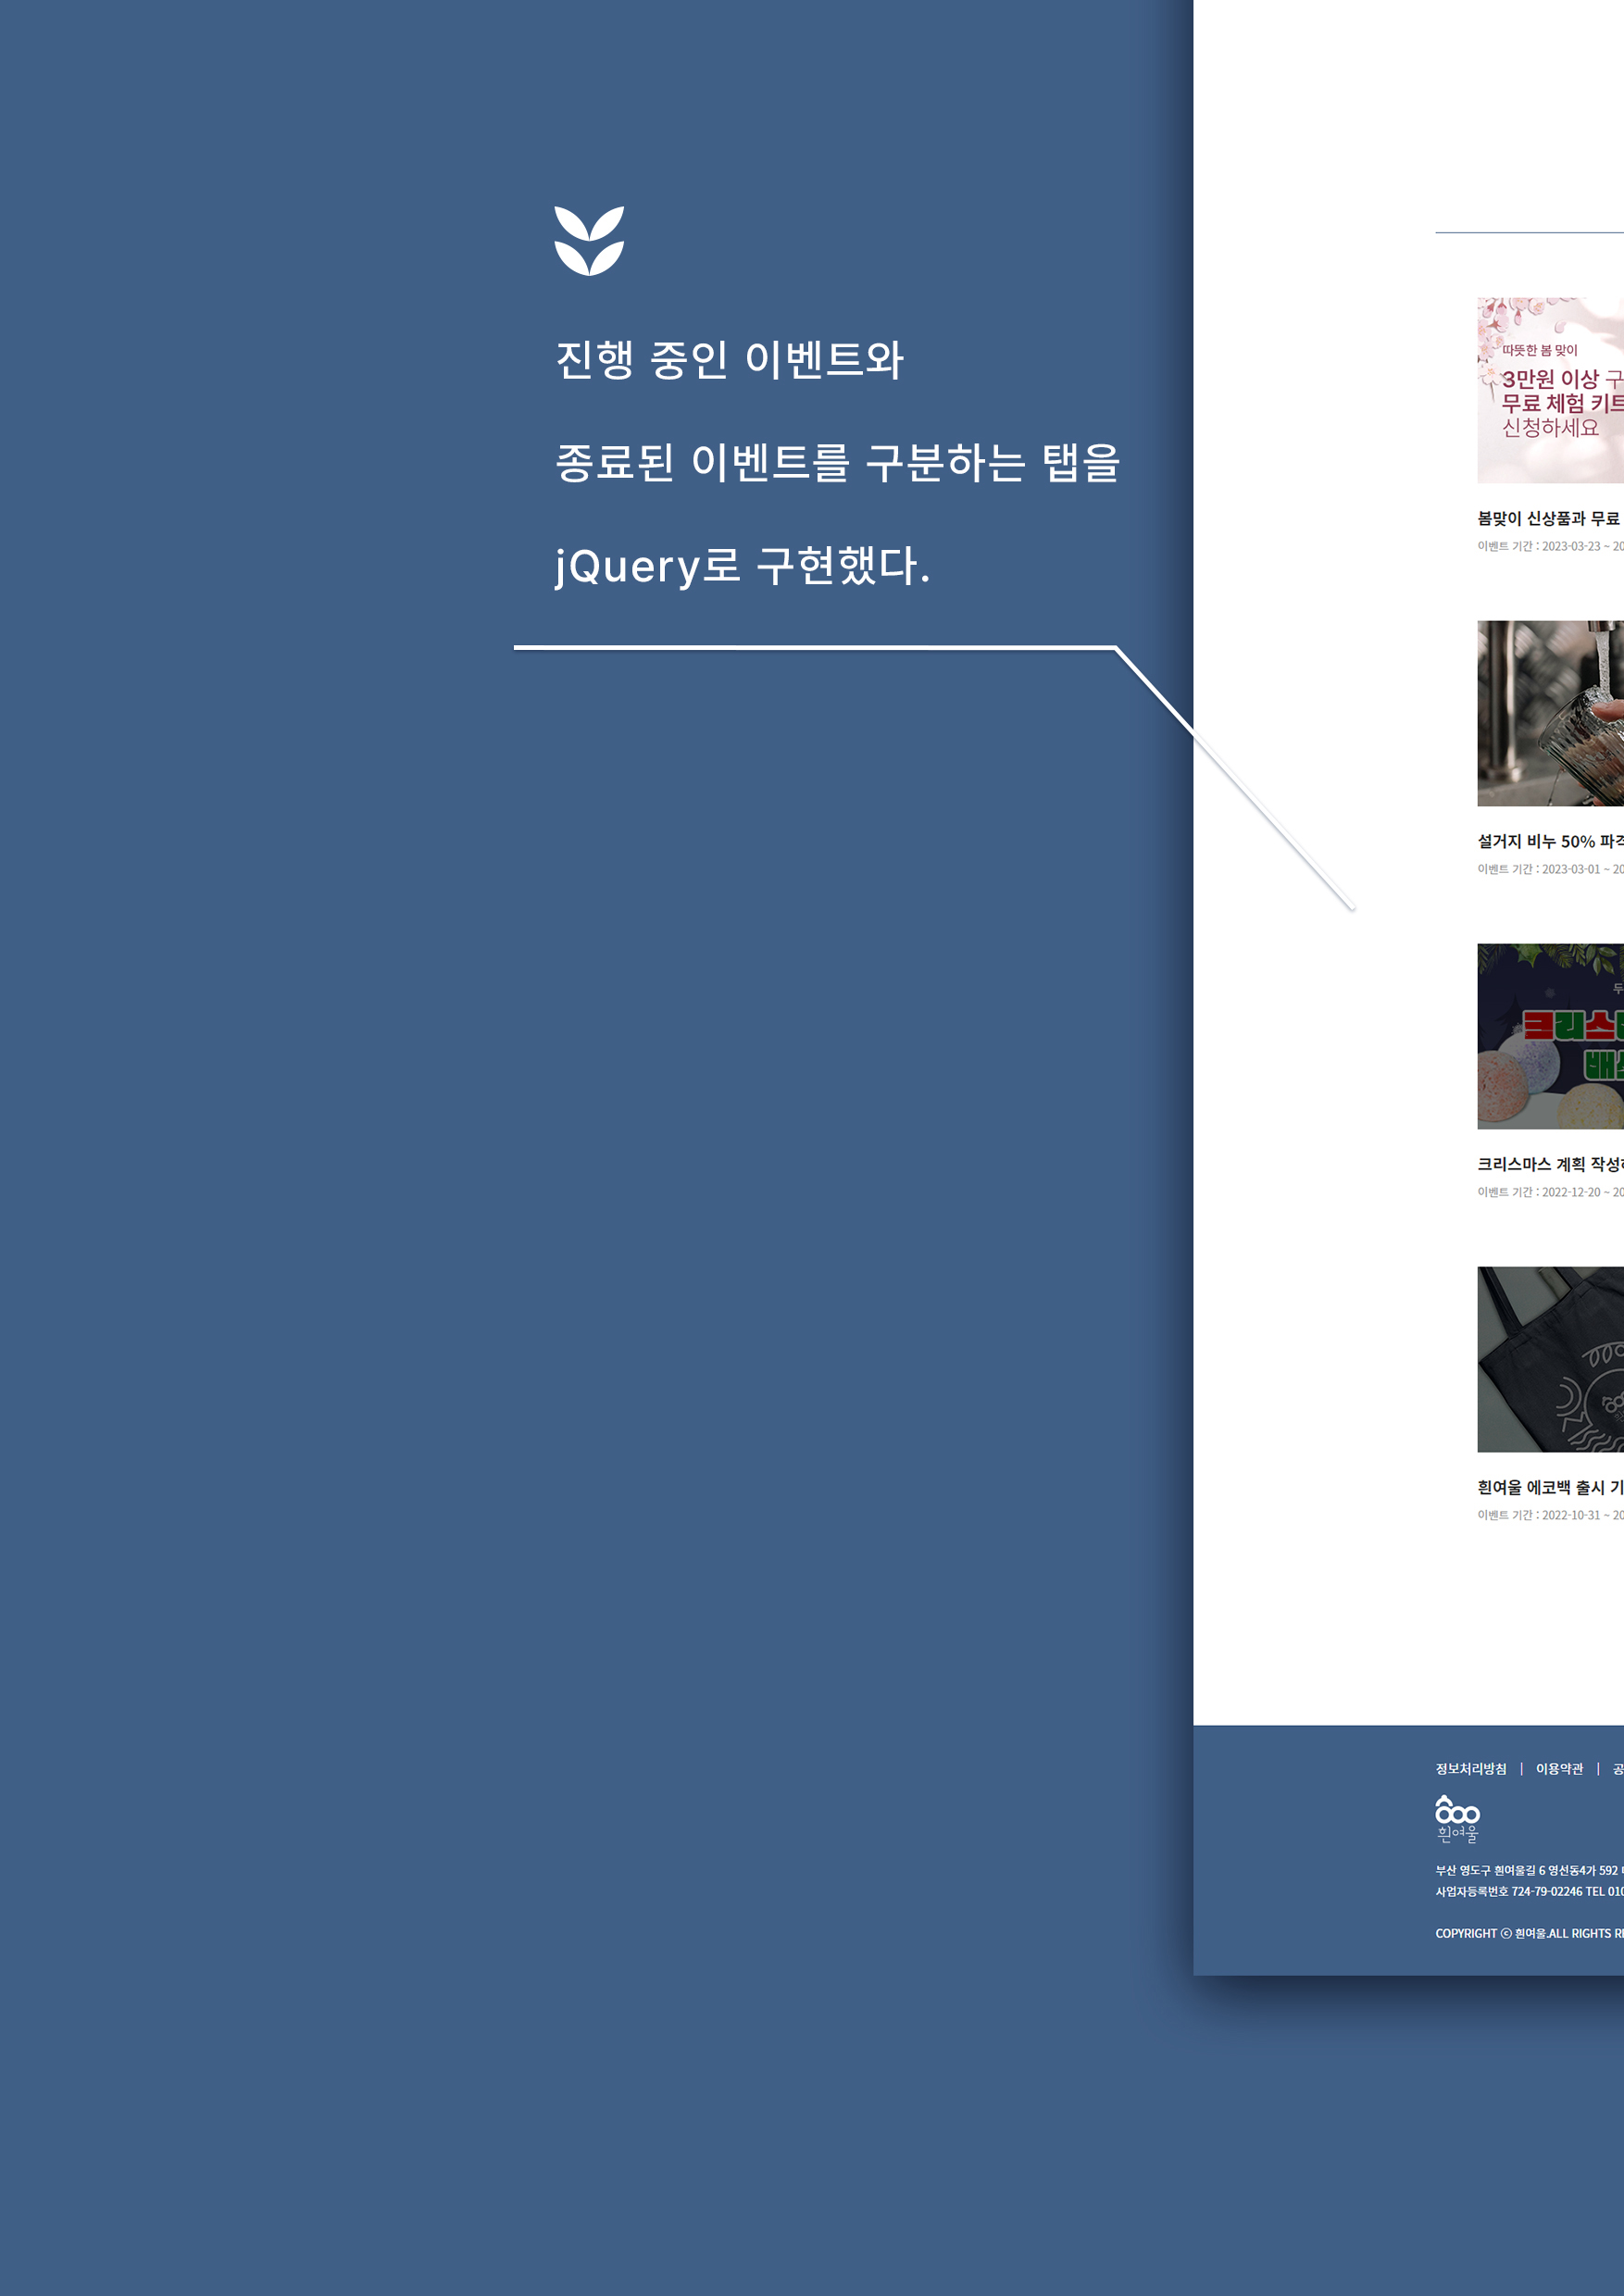 진행 중인 이벤트와
종료된 이벤트를 구분하는 탭을
jQuery로 구현했다.
따뜻한 봄 맞이
3만원 이상 구
무료 체험 키트
신청하세요
봄맞이 신상품과 무료
이벤트 기간 : 2023-03-23 ~ 20
설거지 비누 50% 파격
이벤트 기간 : 2023-03-01 ~ 20
두
크리스
배
크리스마스 계획 작성
이벤트 기간 : 2022-12-20 ~ 20
흰여울 에코백 출시 기
이벤트 기간 : 2022-10-31 ~ 20
정보처리방침 | 이용약관 | 공
흰여울
부산 영도구 흰여울길 6 영선동4가 592
사업자등록번호 724-79-02246 TEL 010
COPYRIGHT ⓒ 흰여울.ALL RIGHTS RE